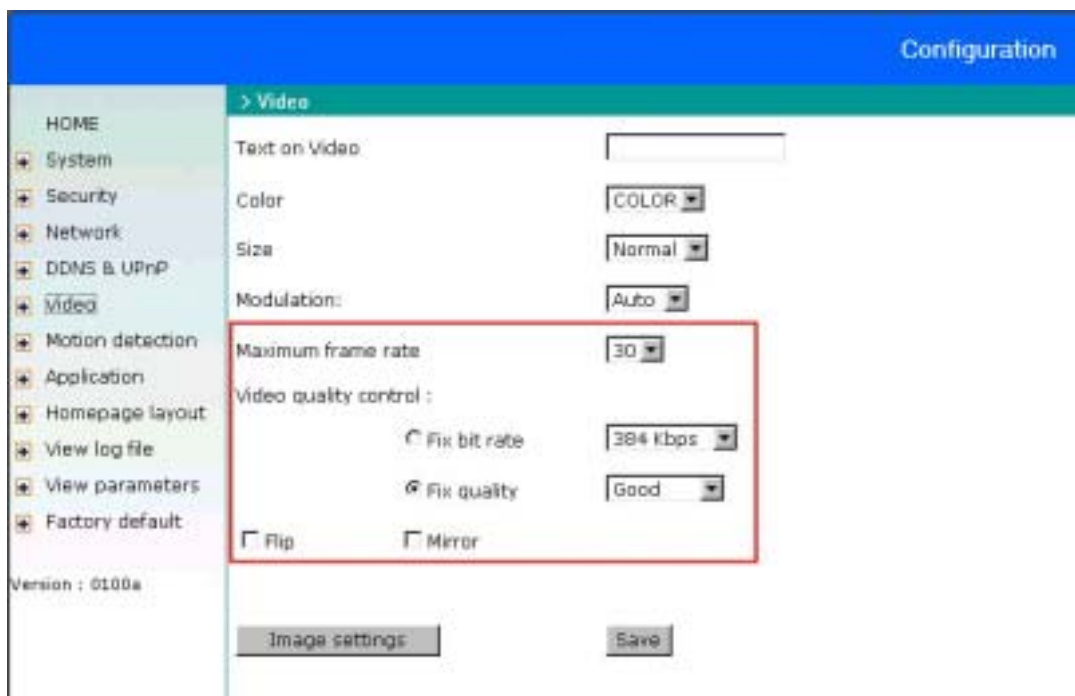 Configuration
HOME
System
Security
Network
DDNS & UPnP
Video
Motion detection
Application
Homepage layout
View log file
View parameters
Factory default
Version : 0100a
> Video
Text on Video
Color COLOR
Size Normal
Modulation: Auto
Maximum frame rate 30
Video quality control :
Fix bit rate 384 Kbps
Fix quality Good
Flip Mirror
Image settings Save